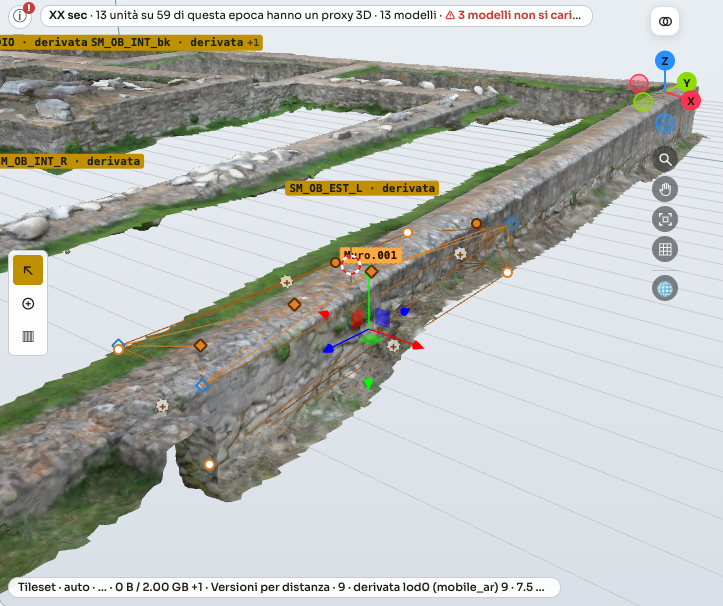 XX sec · 13 unità su 59 di questa epoca hanno un proxy 3D · 13 modelli · ⚠ 3 modelli non si cari…
DIO · derivata SM_OB_INT_bk · derivata +1
Z
Y
X
M_OB_INT_R · derivata
SM_OB_EST_L · derivata
Muro.001
Tileset · auto · … · 0 B / 2.00 GB +1 · Versioni per distanza · 9 · derivata lod0 (mobile_ar) 9 · 7.5 …